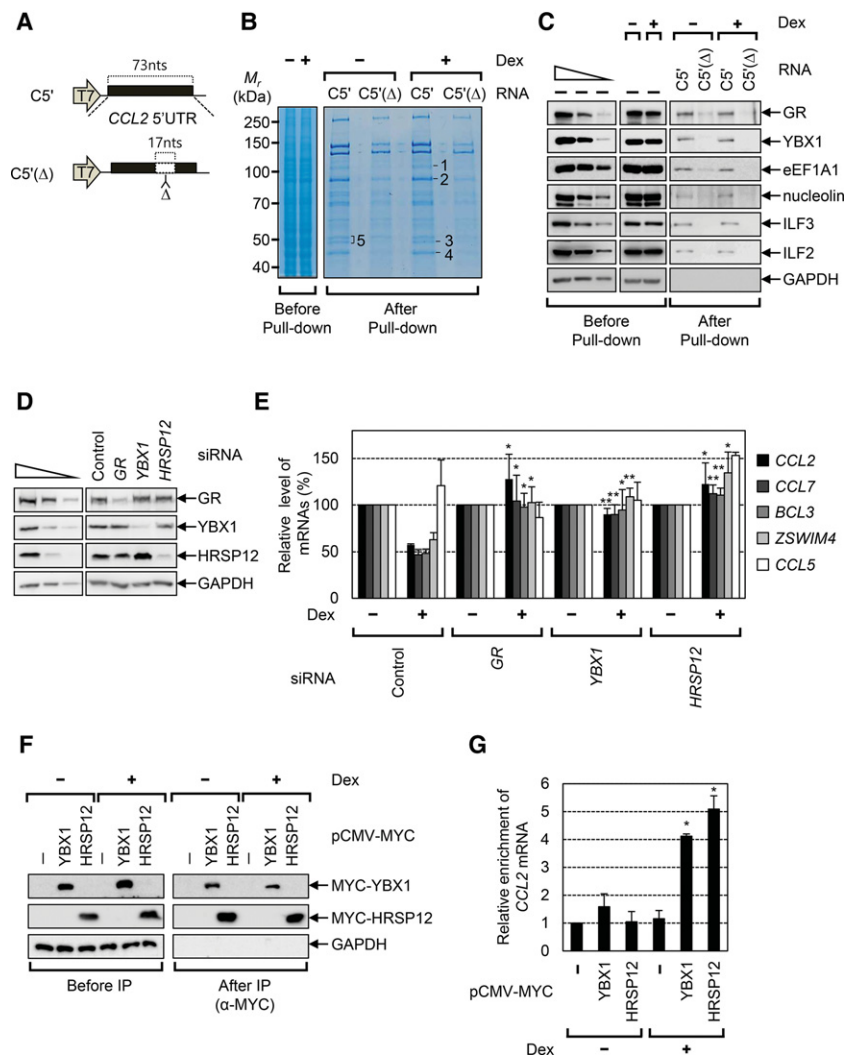 A
73nts
C5'
T7
CCL2 5'UTR
17nts
C5'(Δ)
T7
Δ
B
− + − + Dex
Mr (kDa)
C5' C5'(Δ) C5' C5'(Δ) RNA
250
150
100
70
50
40
1
2
5
3
4
Before Pull-down
After Pull-down
C
− + − + Dex
C5' C5'(Δ) C5' C5'(Δ) RNA
− − −
GR
YBX1
eEF1A1
nucleolin
ILF3
ILF2
GAPDH
Before Pull-down
After Pull-down
D
Control GR YBX1 HRSP12 siRNA
GR
YBX1
HRSP12
GAPDH
E
Relative level of mRNAs (%)
150
100
50
0
* * * * ** ** * ** ** * ** ** *
CCL2
CCL7
BCL3
ZSWIM4
CCL5
Dex − + − + − + − +
siRNA Control GR YBX1 HRSP12
F
− + − + Dex
− YBX1 HRSP12 − YBX1 HRSP12 − YBX1 HRSP12 − YBX1 HRSP12 pCMV-MYC
MYC-YBX1
MYC-HRSP12
GAPDH
Before IP
After IP (α-MYC)
G
Relative enrichment of CCL2 mRNA
6
5
4
3
2
1
0
* *
pCMV-MYC − YBX1 HRSP12 − YBX1 HRSP12
Dex − +